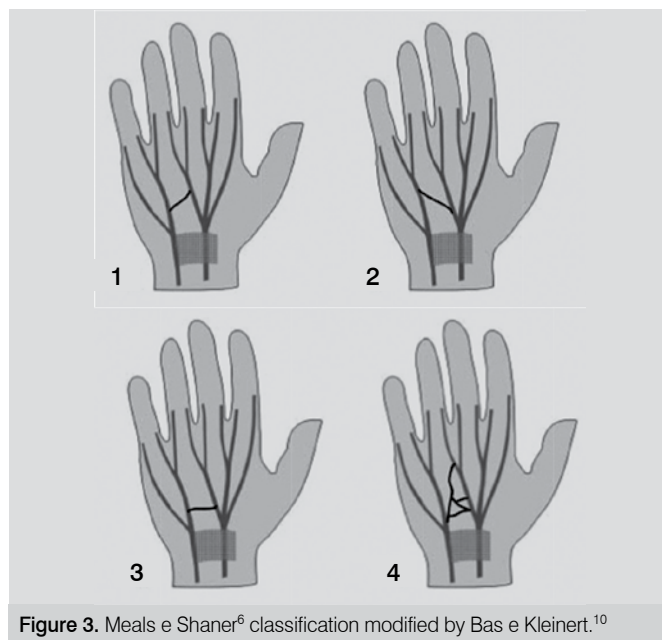 1
2
3
4
Figure 3. Meals e Shaner⁶ classification modified by Bas e Kleinert.¹⁰